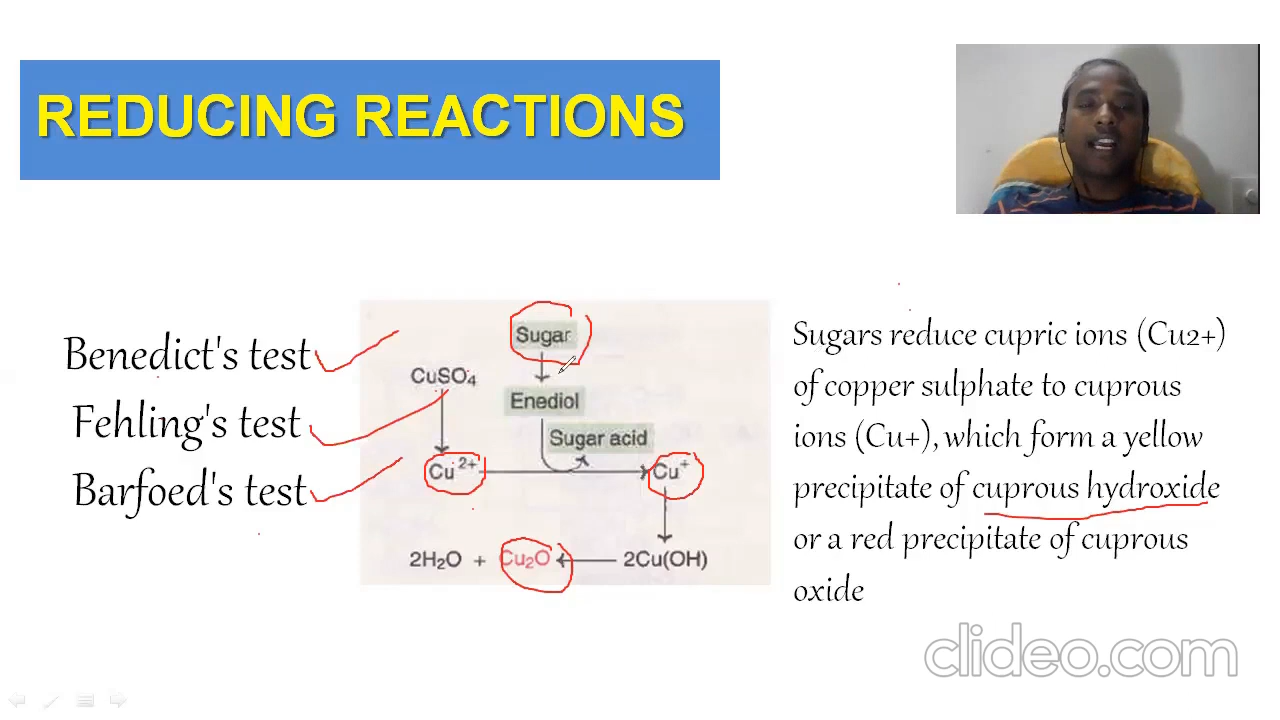 REDUCING REACTIONS
Benedict's test
Fehling's test
Barfoed's test
Sugar
CuSO₄
Enediol
Sugar acid
Cu²⁺
Cu⁺
2H₂O + Cu₂O
2Cu(OH)
Sugars reduce cupric ions (Cu2+)
of copper sulphate to cuprous
ions (Cu+), which form a yellow
precipitate of cuprous hydroxide
or a red precipitate of cuprous
oxide
clideo.com